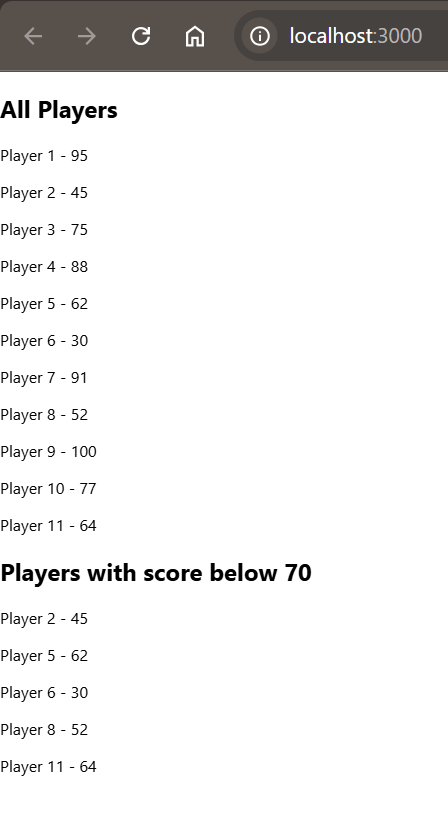 localhost:3000
All Players
Player 1 - 95
Player 2 - 45
Player 3 - 75
Player 4 - 88
Player 5 - 62
Player 6 - 30
Player 7 - 91
Player 8 - 52
Player 9 - 100
Player 10 - 77
Player 11 - 64
Players with score below 70
Player 2 - 45
Player 5 - 62
Player 6 - 30
Player 8 - 52
Player 11 - 64